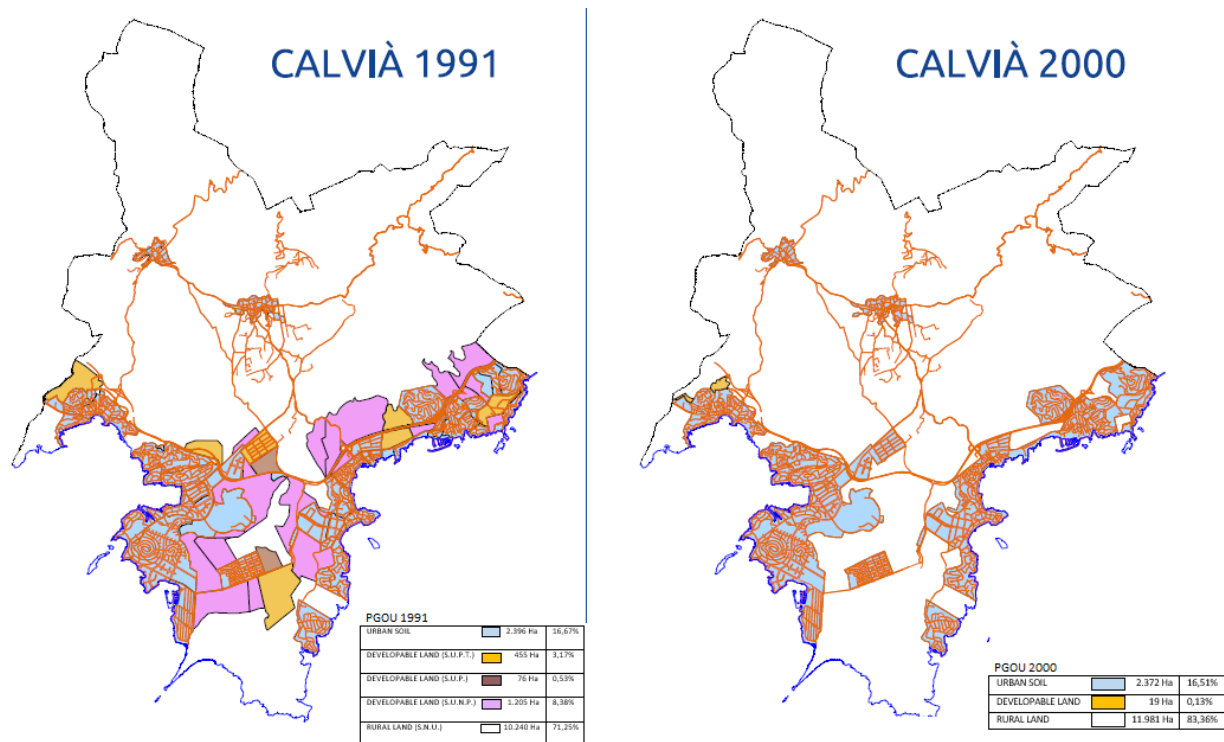 CALVIÀ 1991
PGOU 1991
URBAN SOIL 2.396 Ha 16,67%
DEVELOPABLE LAND (S.U.P.T.) 455 Ha 3,17%
DEVELOPABLE LAND (S.U.P.) 76 Ha 0,53%
DEVELOPABLE LAND (S.U.N.P.) 1.205 Ha 8,38%
RURAL LAND (S.N.U.) 10.240 Ha 71,25%
CALVIÀ 2000
PGOU 2000
URBAN SOIL 2.372 Ha 16,51%
DEVELOPABLE LAND 19 Ha 0,13%
RURAL LAND 11.981 Ha 83,36%